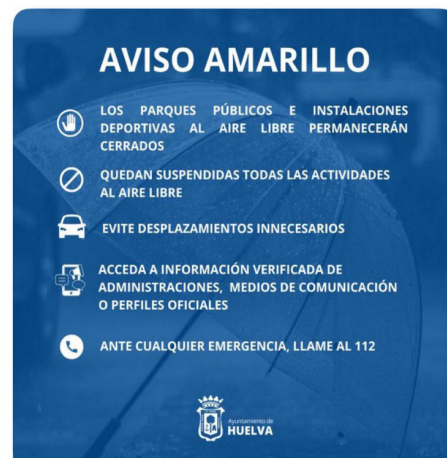 AVISO AMARILLO
LOS PARQUES PÚBLICOS E INSTALACIONES
DEPORTIVAS AL AIRE LIBRE PERMANECERÁN
CERRADOS
QUEDAN SUSPENDIDAS TODAS LAS ACTIVIDADES
AL AIRE LIBRE
EVITE DESPLAZAMIENTOS INNECESARIOS
ACCEDA A INFORMACIÓN VERIFICADA DE
ADMINISTRACIONES, MEDIOS DE COMUNICACIÓN
O PERFILES OFICIALES
ANTE CUALQUIER EMERGENCIA, LLAME AL 112
Ayuntamiento de
HUELVA